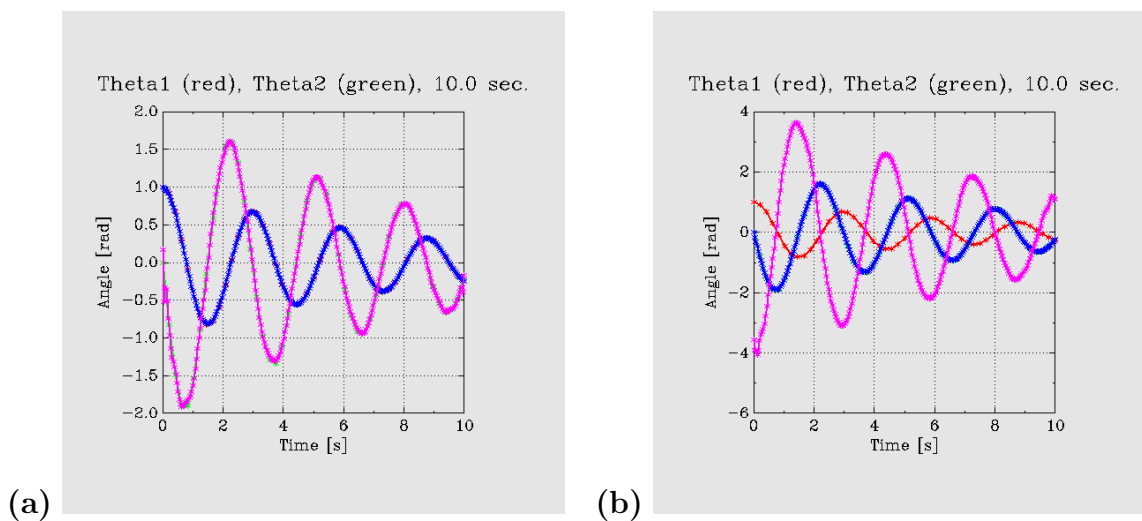 Theta1 (red), Theta2 (green), 10.0 sec.
2.0
1.5
1.0
0.5
0.0
−0.5
−1.0
−1.5
−2.0
Angle [rad]
0 2 4 6 8 10
Time [s]
(a)
Theta1 (red), Theta2 (green), 10.0 sec.
4
2
0
−2
−4
−6
Angle [rad]
0 2 4 6 8 10
Time [s]
(b)